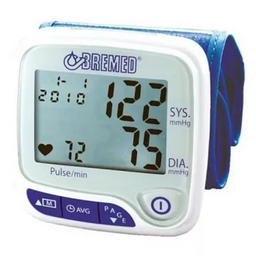 BREMED
1-1
2010
122
SYS.
mmHg
75
72
DIA.
mmHg
Pulse/min
M
AVG
PAGE